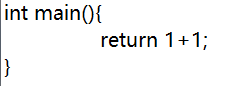 int main(){
return 1+1;
}